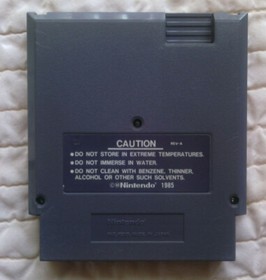 CAUTION REV-A
●DO NOT STORE IN EXTREME TEMPERATURES.
●DO NOT IMMERSE IN WATER.
●DO NOT CLEAN WITH BENZENE, THINNER,
ALCOHOL OR OTHER SUCH SOLVENTS.
©®Nintendo 1985